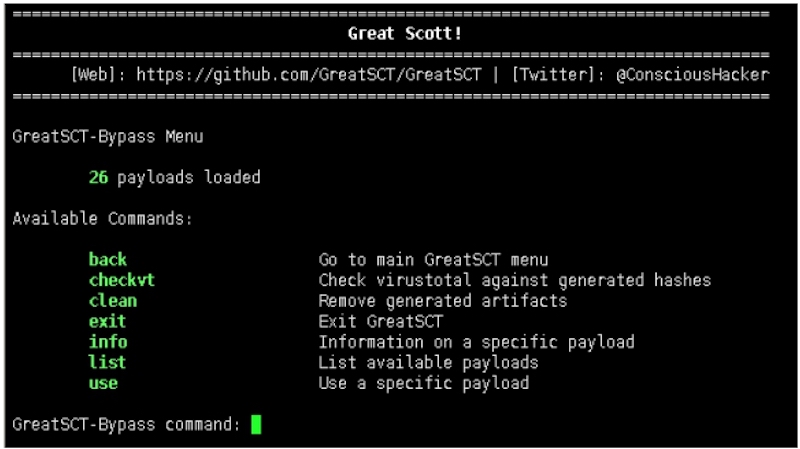 ===============================================================================
Great Scott!
===============================================================================
[Web]: https://github.com/GreatSCT/GreatSCT | [Twitter]: @ConsciousHacker
===============================================================================
GreatSCT-Bypass Menu
26 payloads loaded
Available Commands:
back Go to main GreatSCT menu
checkvt Check virustotal against generated hashes
clean Remove generated artifacts
exit Exit GreatSCT
info Information on a specific payload
list List available payloads
use Use a specific payload
GreatSCT-Bypass command: